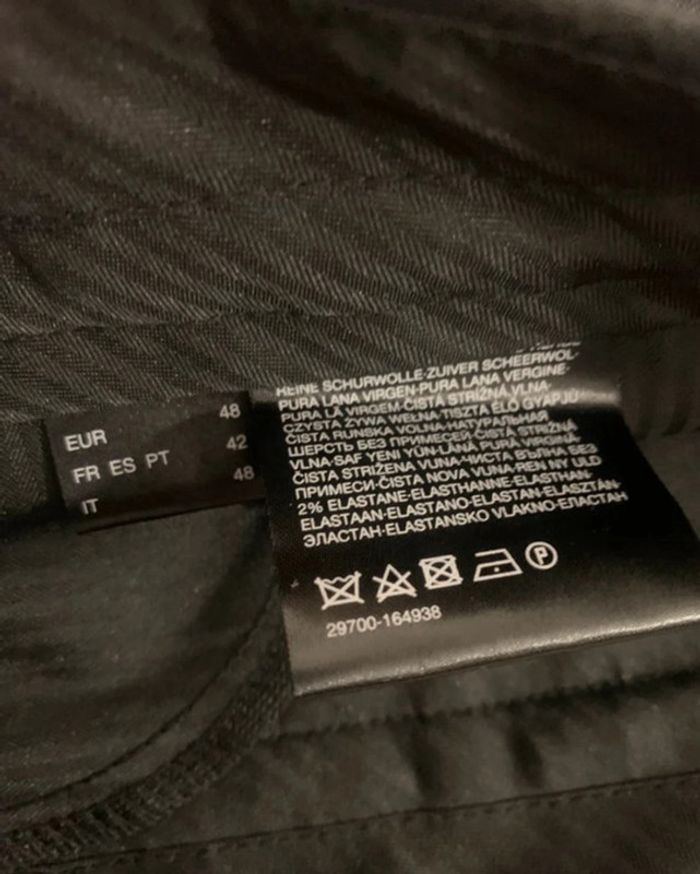 EUR 48
FR ES PT 42
IT 48
REINE SCHURWOLLE·ZUIVER SCHEERWOL·
PURA LANA VIRGEN·PURA LANA VERGINE·
PURA LÃ VIRGEM·ČISTÁ STRIŽNÁ VLNA·
CZYSTA ŻYWA WEŁNA·TISZTA ÉLŐ GYAPJÚ·
ČISTA RUNSKA VOLNA·НАТУРАЛЬНАЯ
ШЕРСТЬ БЕЗ ПРИМЕСЕЙ·ČISTÁ STRIŽNÁ
VLNA·SAF YENİ YÜN·LÂNĂ PURĂ VIRGINĂ·
ČISTA STRIŽENA VUNA·ЧИСТА ВЪЛНА БЕЗ
ПРИМЕСИ·ČISTA NOVA VUNA·REN NY ULD
2% ELASTANE·ELASTHANNE·ELASTHAN·
ELASTAAN·ELASTANO·ELASTAN·ELASZTÁN·
ЭЛАСТАН·ELASTANSKO VLAKNO·ЕЛАСТАН
P
29700-164938